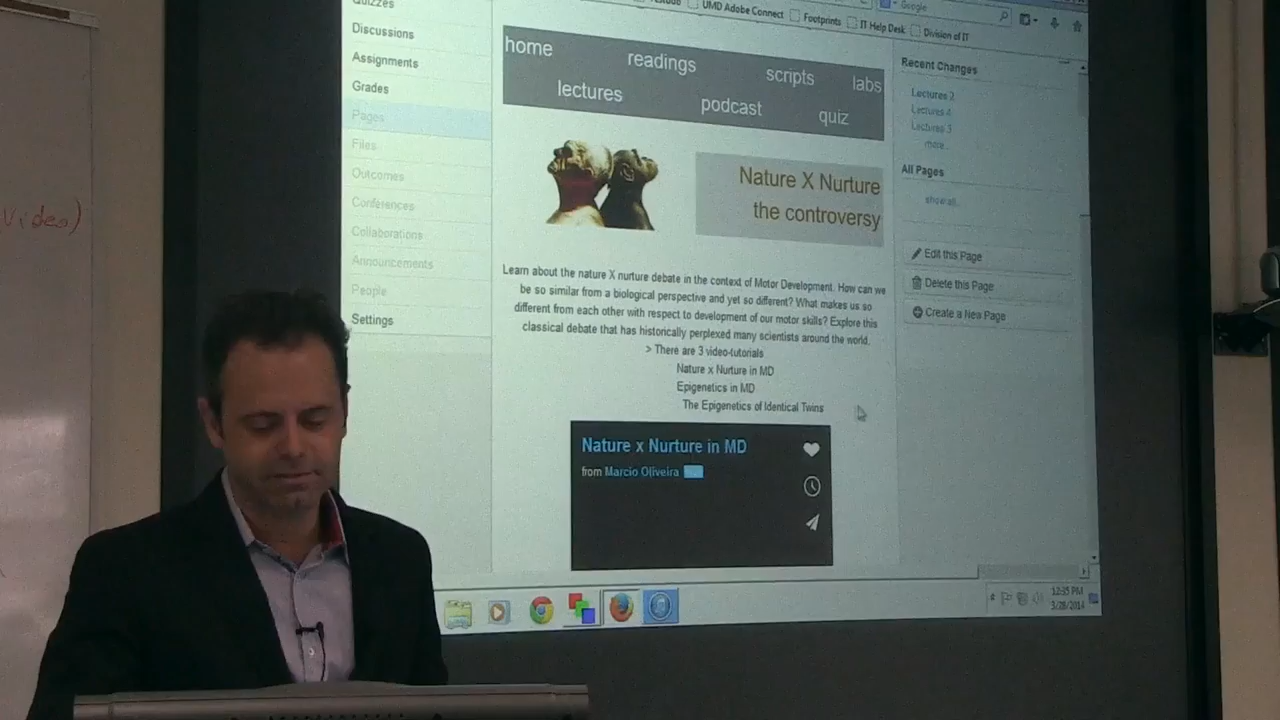 Quizzes
Discussions
Assignments
Grades
Pages
Files
Outcomes
Conferences
Collaborations
Announcements
People
Settings
UMD Adobe Connect
Footprints
IT Help Desk
Division of IT
Google
home readings scripts labs
lectures podcast quiz
Nature X Nurture
the controversy
Learn about the nature X nurture debate in the context of Motor Development. How can we
be so similar from a biological perspective and yet so different? What makes us so
different from each other with respect to development of our motor skills? Explore this
classical debate that has historically perplexed many scientists around the world.
> There are 3 video-tutorials
Nature x Nurture in MD
Epigenetics in MD
The Epigenetics of Identical Twins
Nature x Nurture in MD
from Marcio Oliveira
Recent Changes
Lectures 2
Lectures 4
Lectures 3
more...
All Pages
show all...
Edit this Page
Delete this Page
Create a New Page
12:35 PM
3/28/2014
Video)